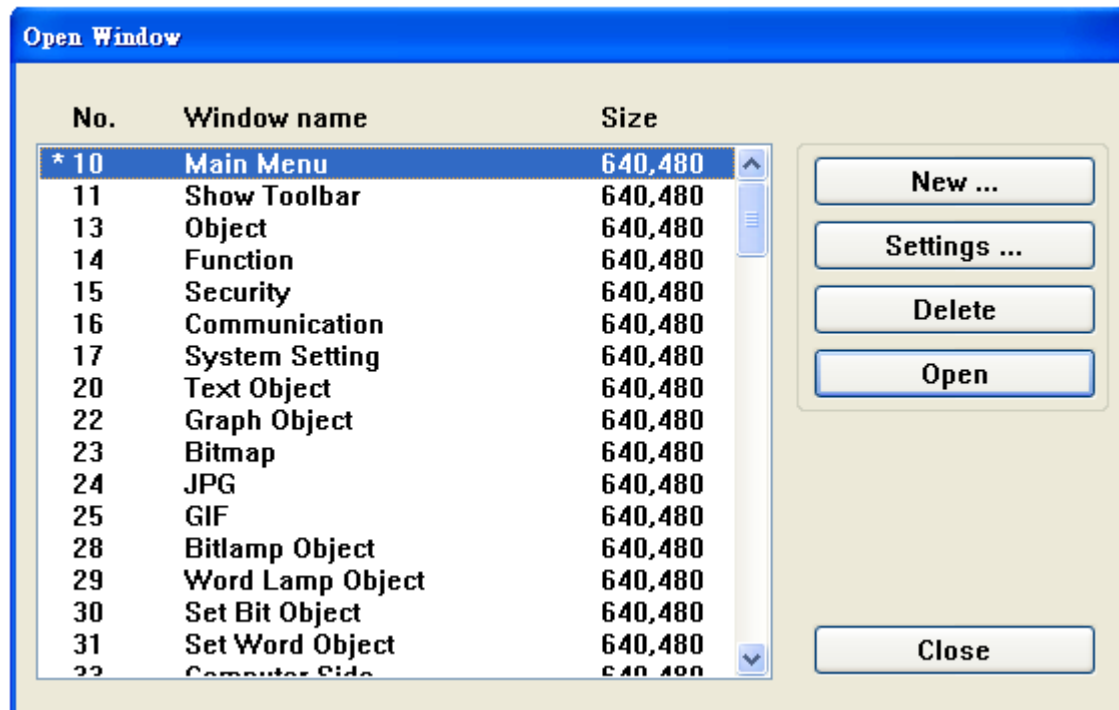 Open Window
No. Window name Size
* 10 Main Menu 640,480
11 Show Toolbar 640,480
13 Object 640,480
14 Function 640,480
15 Security 640,480
16 Communication 640,480
17 System Setting 640,480
20 Text Object 640,480
22 Graph Object 640,480
23 Bitmap 640,480
24 JPG 640,480
25 GIF 640,480
28 Bitlamp Object 640,480
29 Word Lamp Object 640,480
30 Set Bit Object 640,480
31 Set Word Object 640,480
Computer Side 640,480
New ...
Settings ...
Delete
Open
Close